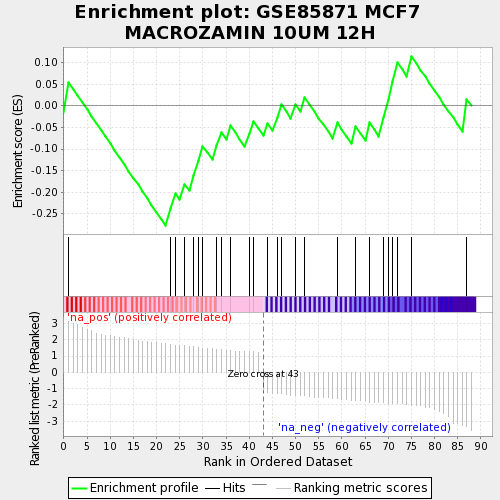 Enrichment plot: GSE85871 MCF7
MACROZAMIN 10UM 12H
Enrichment score (ES)
0.10
0.05
0.00
-0.05
-0.10
-0.15
-0.20
-0.25
Ranked list metric (PreRanked)
3
2
1
0
-1
-2
-3
'na_pos' (positively correlated)
Zero cross at 43
'na_neg' (negatively correlated)
0 5 10 15 20 25 30 35 40 45 50 55 60 65 70 75 80 85 90
Rank in Ordered Dataset
Enrichment profile Hits Ranking metric scores